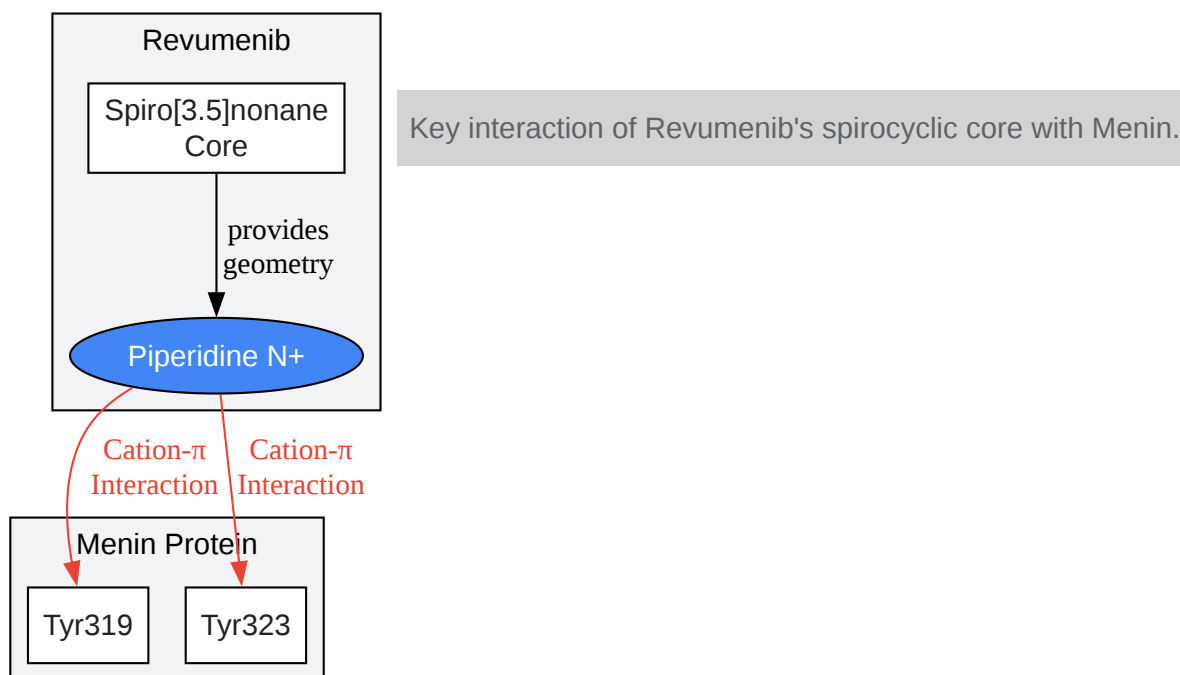 Revumenib
Spiro[3.5]nonane
Core
Key interaction of Revumenib's spirocyclic core with Menin.
provides
geometry
Piperidine N+
Cation-π
Interaction
Cation-π
Interaction
Menin Protein
Tyr319
Tyr323